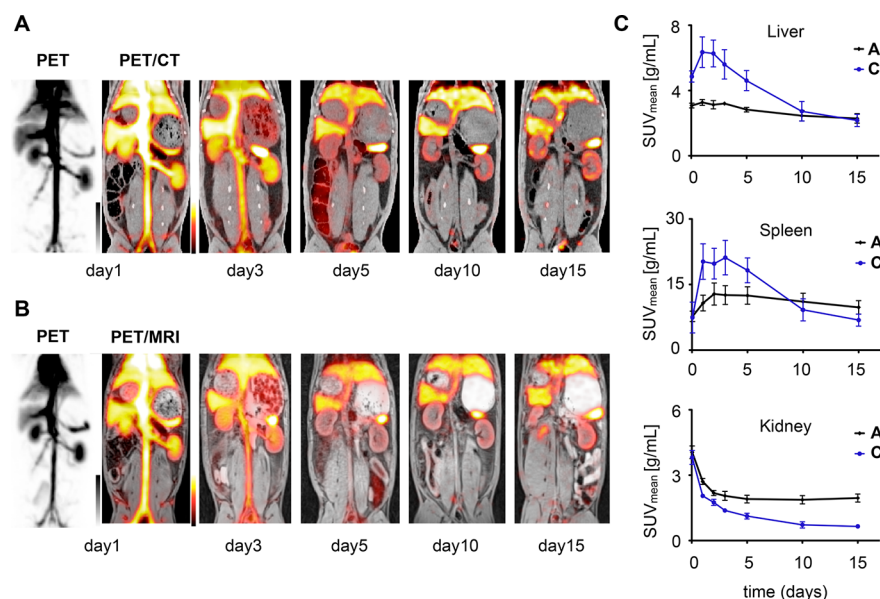 A
PET
PET/CT
day1
day3
day5
day10
day15
B
PET
PET/MRI
day1
day3
day5
day10
day15
C
Liver
A
C
SUVmean [g/mL]
8
4
0
0
5
10
15
Spleen
A
C
SUVmean [g/mL]
30
15
0
0
5
10
15
Kidney
A
C
SUVmean [g/mL]
6
3
0
0
5
10
15
time (days)